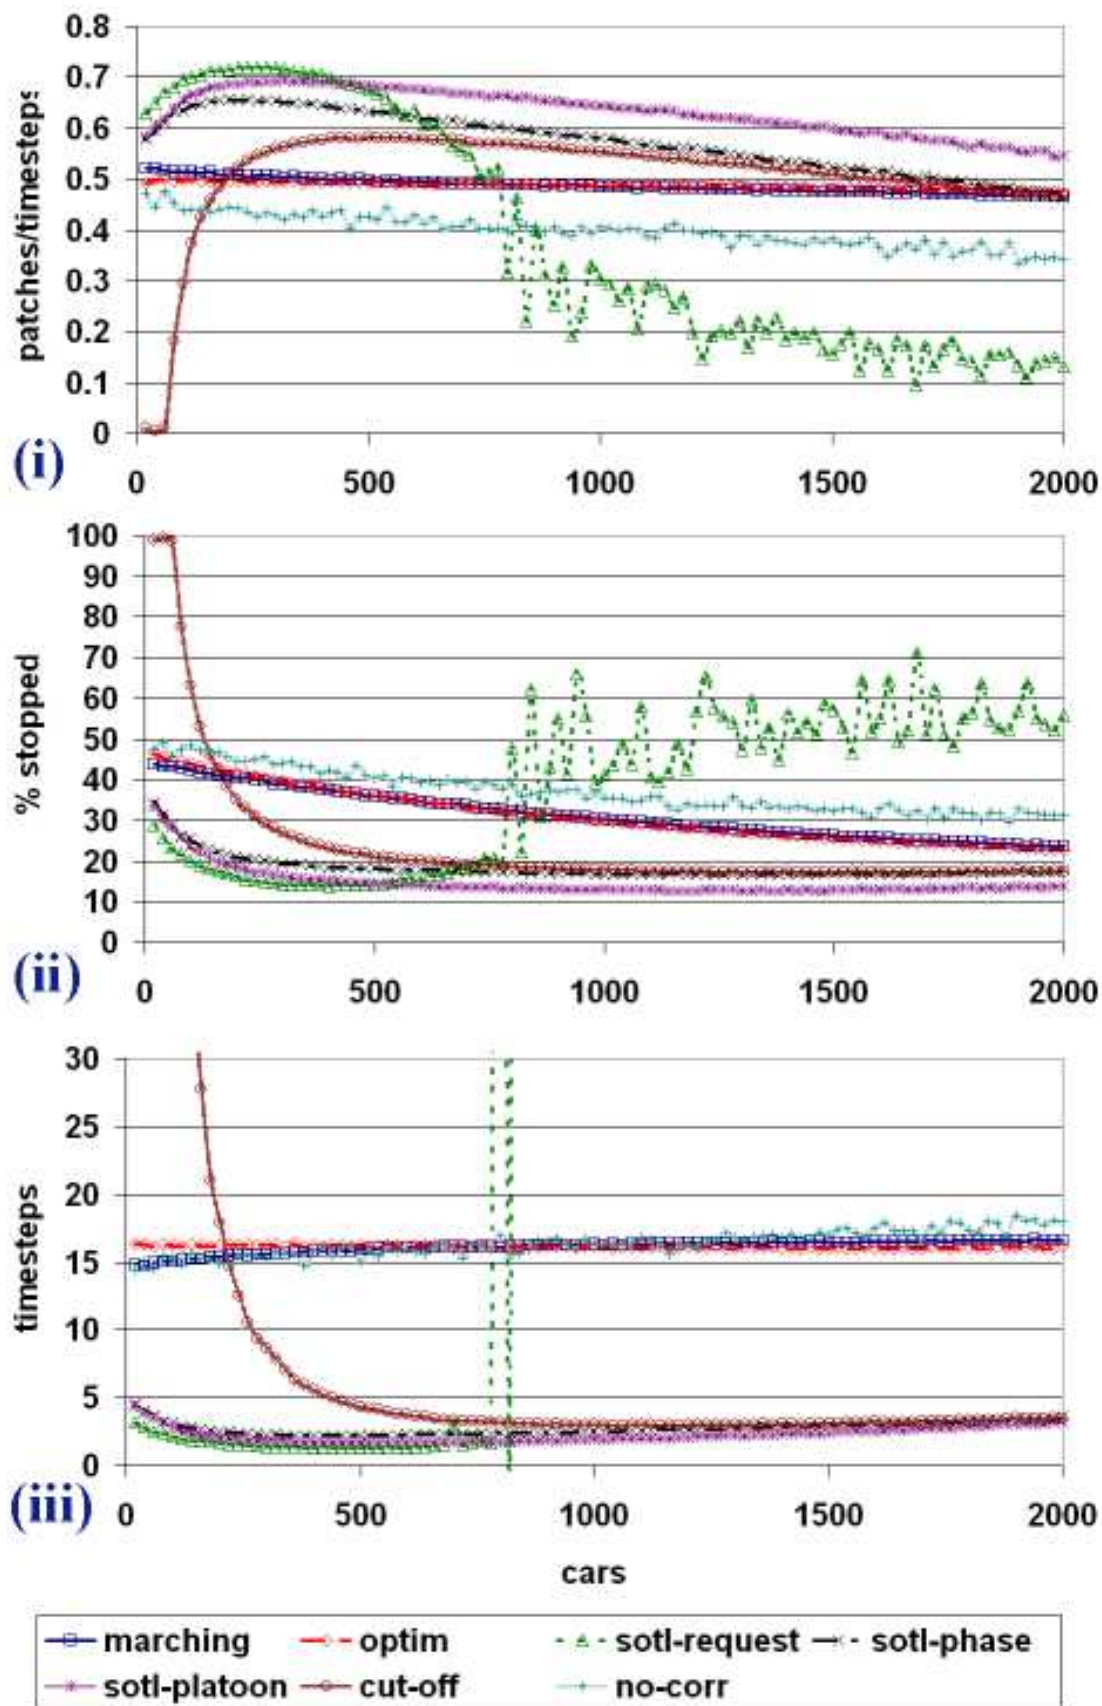 0.8
0.7
0.6
0.5
0.4
0.3
0.2
0.1
0
patches/timesteps
(i)
0 500 1000 1500 2000
100
90
80
70
60
50
40
30
20
10
0
% stopped
(ii)
0 500 1000 1500 2000
30
25
20
15
10
5
0
timesteps
(iii)
0 500 1000 1500 2000
cars
marching optim sotl-request sotl-phase
sotl-platoon cut-off no-corr